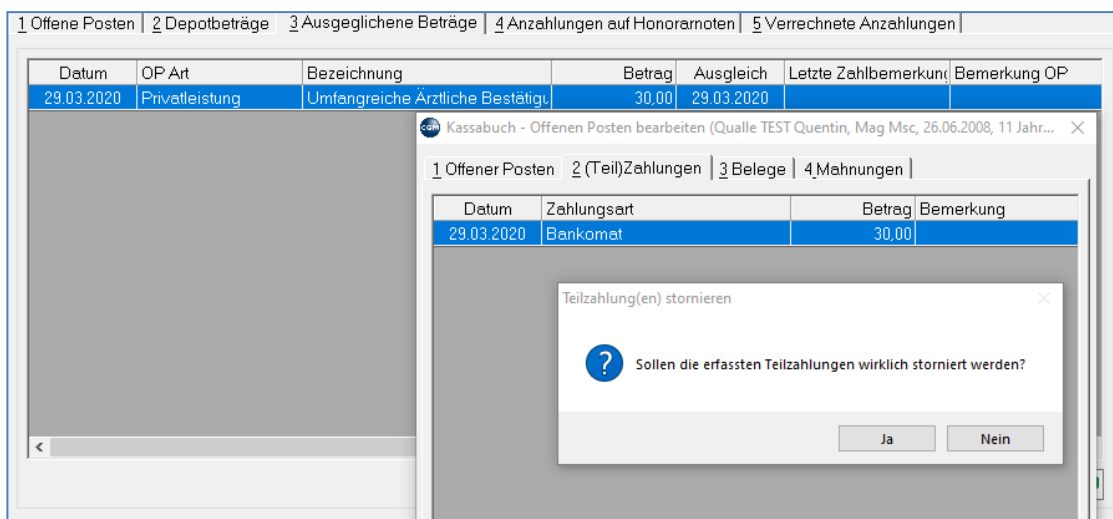 1 Offene Posten 2 Depotbeträge 3 Ausgeglichene Beträge 4 Anzahlungen auf Honorarnoten 5 Verrechnete Anzahlungen
Datum OP Art Bezeichnung Betrag Ausgleich Letzte Zahlbemerkung Bemerkung OP
29.03.2020 Privatleistung Umfangreiche Ärztliche Bestätigu 30,00 29.03.2020
CGM Kassabuch - Offenen Posten bearbeiten (Qualle TEST Quentin, Mag Msc, 26.06.2008, 11 Jahr...
1 Offener Posten 2 (Teil)Zahlungen 3 Belege 4 Mahnungen
Datum Zahlungsart Betrag Bemerkung
29.03.2020 Bankomat 30,00
Teilzahlung(en) stornieren
Sollen die erfassten Teilzahlungen wirklich storniert werden?
Ja Nein